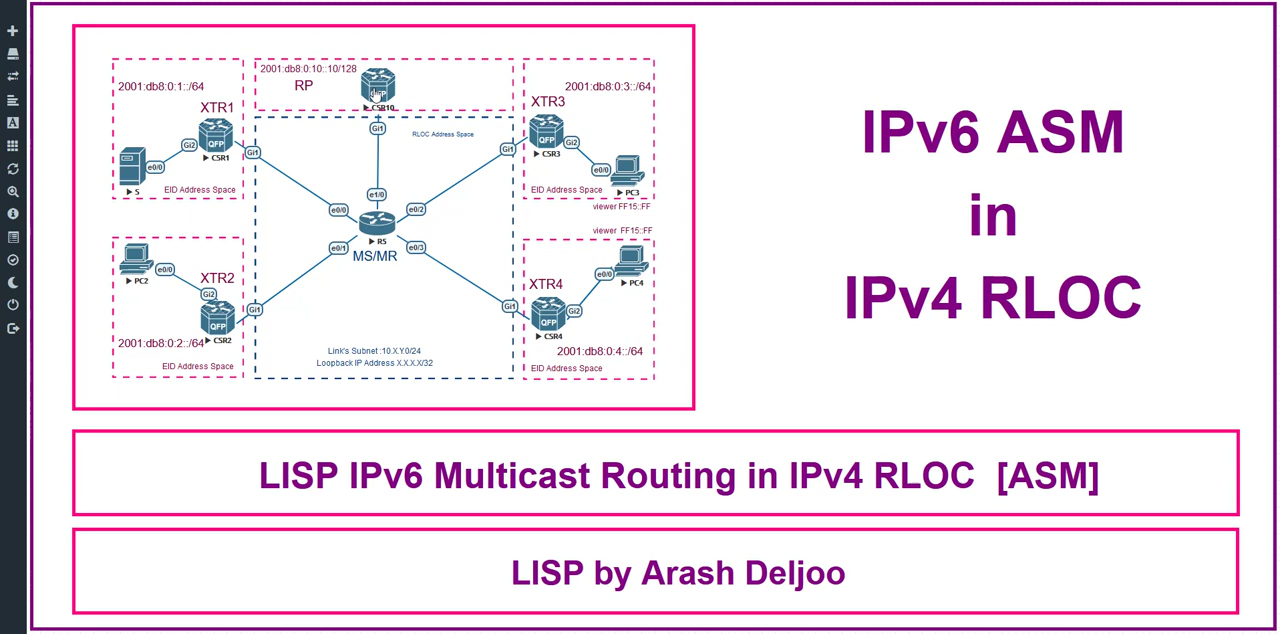 2001:db8:0:10::10/128
RP
CSR10
Gi1
RLOC Address Space
2001:db8:0:1::/64
XTR1
QFP
CSR1
Gi2
Gi1
e0/0
S
EID Address Space
2001:db8:0:3::/64
XTR3
QFP
CSR3
Gi1
Gi2
e0/0
PC3
EID Address Space
viewer FF15::FF
e1/0
e0/0
e0/2
R5
e0/1
e0/3
MS/MR
PC2
e0/0
XTR2
Gi2
QFP
Gi1
CSR2
2001:db8:0:2::/64
EID Address Space
viewer FF15::FF
XTR4
e0/0
PC4
Gi1
QFP
Gi2
CSR4
2001:db8:0:4::/64
EID Address Space
Link's Subnet :10.X.Y.0/24
Loopback IP Address X.X.X.X/32
IPv6 ASM
in
IPv4 RLOC
LISP IPv6 Multicast Routing in IPv4 RLOC [ASM]
LISP by Arash Deljoo